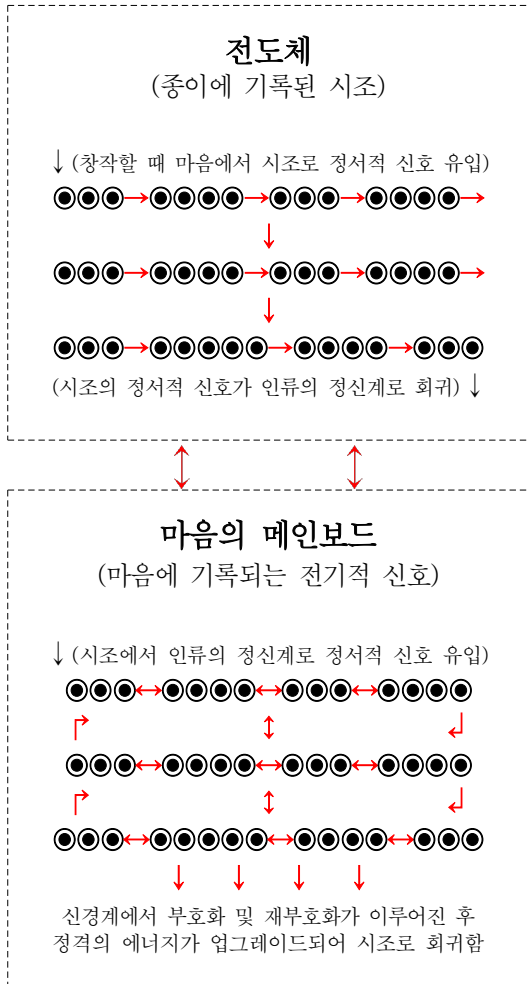 전도체
(종이에 기록된 시조)
↓(창작할 때 마음에서 시조로 정서적 신호 유입)
(시조의 정서적 신호가 인류의 정신계로 회귀)↓
마음의 메인보드
(마음에 기록되는 전기적 신호)
↓(시조에서 인류의 정신계로 정서적 신호 유입)
신경계에서 부호화 및 재부호화가 이루어진 후
정격의 에너지가 업그레이드되어 시조로 회귀함